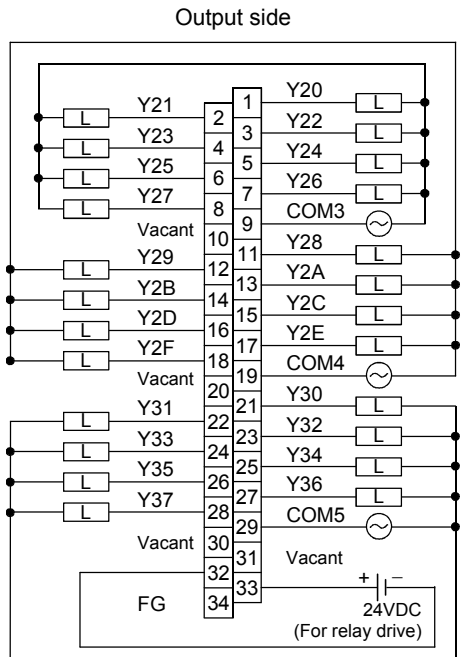 Output side
Y20
1
L
Y21
L
2
Y22
3
L
Y23
L
4
Y24
5
L
Y25
L
6
Y26
7
L
Y27
L
8
COM3
9
Vacant
10
Y28
11
L
Y29
L
12
Y2A
13
L
Y2B
L
14
Y2C
15
L
Y2D
L
16
Y2E
17
L
Y2F
L
18
COM4
19
Vacant
20
Y30
21
L
Y31
L
22
Y32
23
L
Y33
L
24
Y34
25
L
Y35
L
26
Y36
27
L
Y37
L
28
COM5
29
Vacant
30
31
Vacant
32
33
+ −
FG
34
24VDC
(For relay drive)